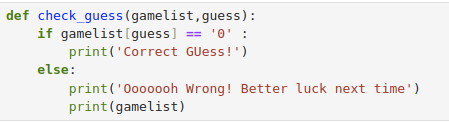 def check_guess(gamelist,guess):
    if gamelist[guess] == '0' :
        print('Correct GUess!')
    else:
        print('Ooooooh Wrong! Better luck next time')
        print(gamelist)